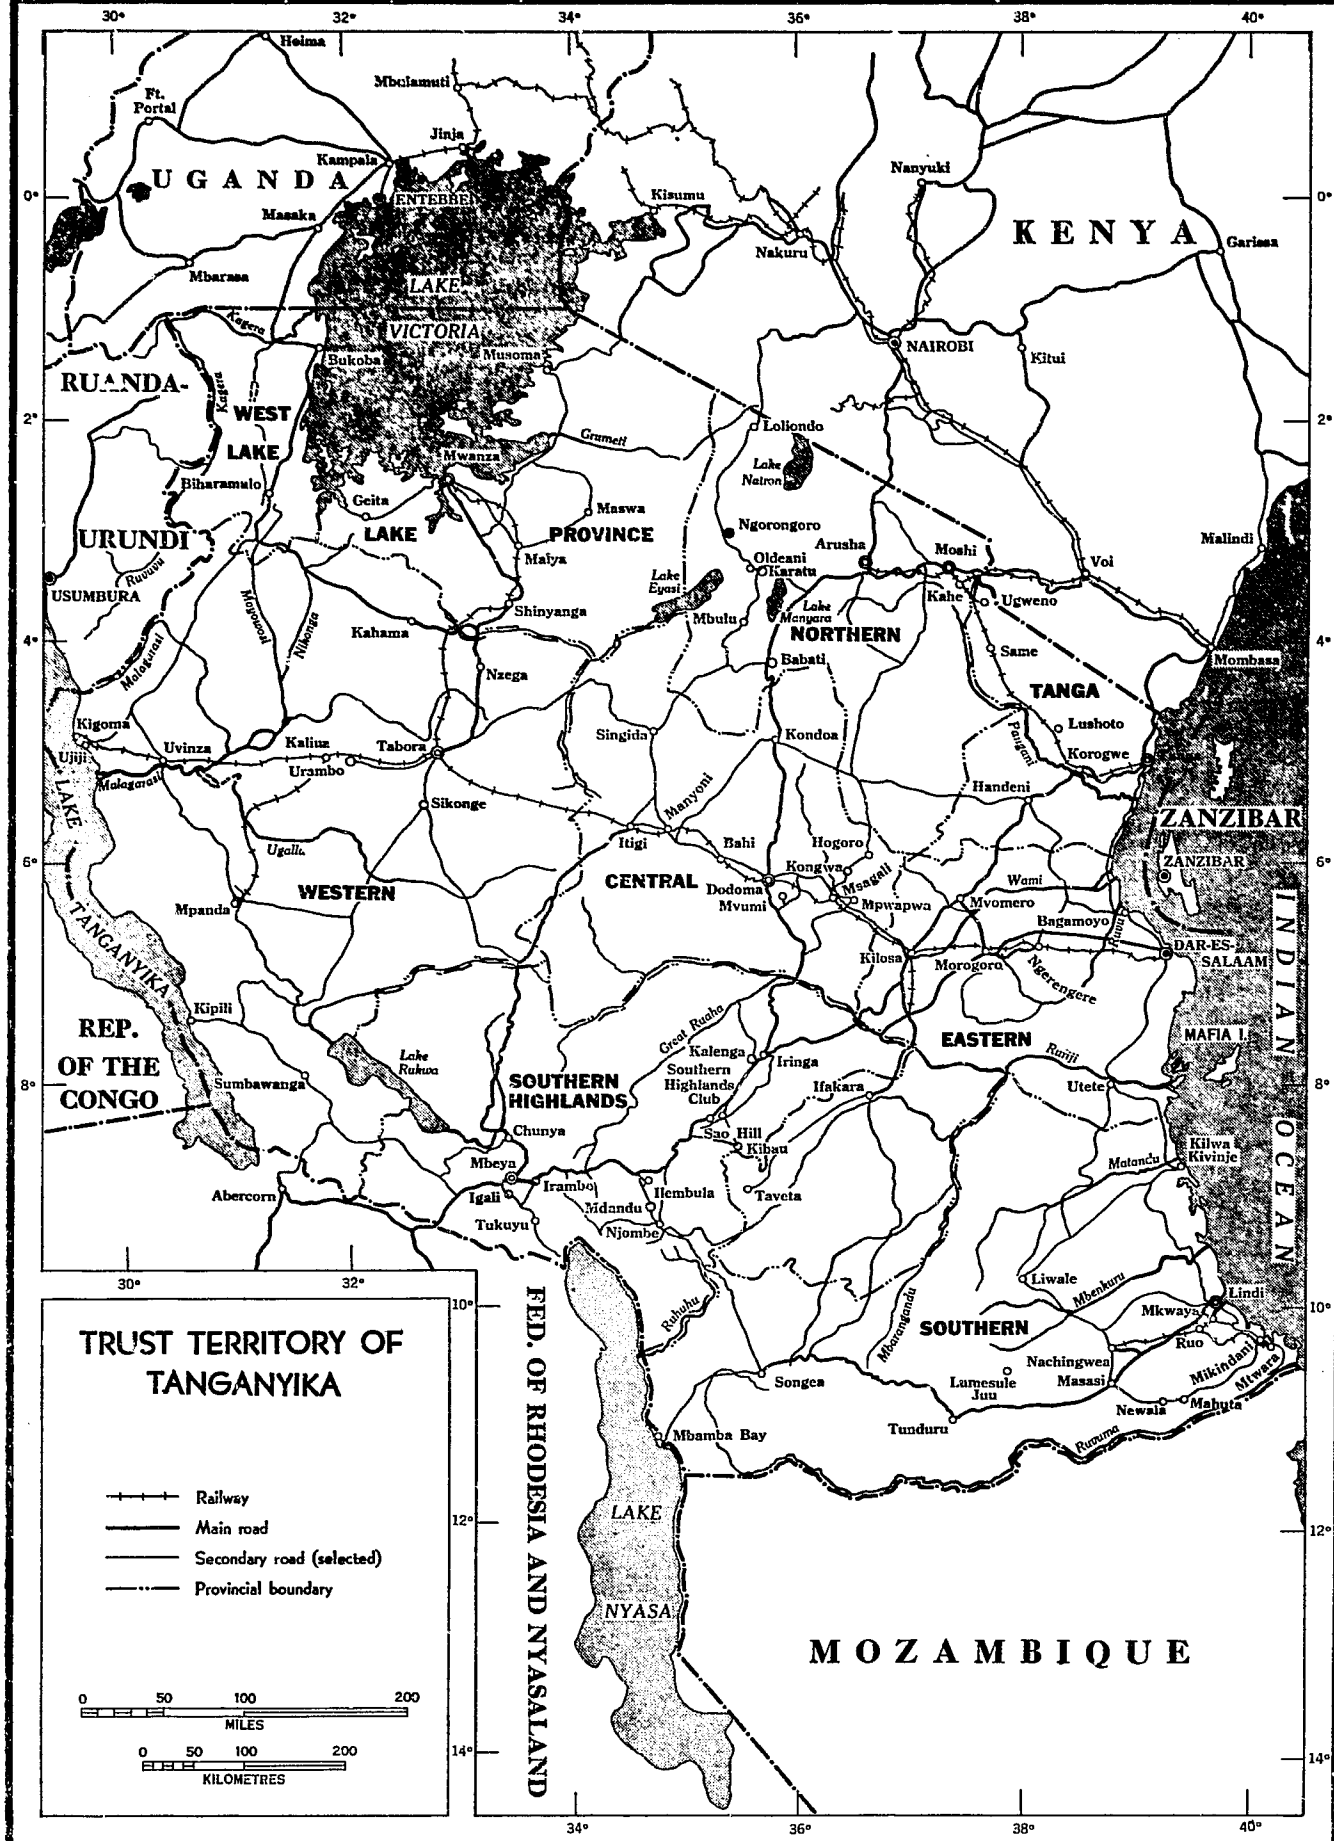 30°
32°
34°
36°
38°
40°
Hoima
Mbulamuti
Ft.
Portal
Jinja
Kampala
UGANDA
ENTEBBE
Masaka
Mbarasa
Kisumu
Nanyuki
KENYA
Garissa
Nakuru
0°
0°
LAKE
VICTORIA
Kagera
Bukoba
Musoma
NAIROBI
Kitui
RUANDA-
Kagera
WEST
LAKE
2°
2°
Grumeti
Loliondo
Lake
Natron
Mwanza
Biharamulo
Geita
Maswa
LAKE
PROVINCE
Ngorongoro
Malya
URUNDI
Ruvuvu
USUMBURA
Arusha
Moshi
Voi
Malindi
Oldeani
Karatu
Lake
Eyasi
Lake
Manyara
Mbulu
Kahe
Ugweno
Shinyanga
Moyowosi
Nikonga
Kahama
NORTHERN
4°
4°
Malagarasi
Nzega
Babati
Same
Mombasa
TANGA
Kigoma
Ujiji
Uvinza
Kaliua
Urambo
Tabora
Singida
Kondoa
Lushoto
Pangani
Korogwe
Malagarasi
LAKE
TANGANYIKA
Sikonge
Manyoni
Handeni
ZANZIBAR
ZANZIBAR
Ugalla
Itigi
Bahi
Hogoro
Kongwa
Msagali
6°
6°
WESTERN
CENTRAL
Dodoma
Mvumi
Mpwapwa
Wami
Mvomero
Bagamoyo
Ruvu
Mpanda
Kilosa
Morogoro
Ngerengere
DAR-ES-
SALAAM
INDIAN OCEAN
Kipili
REP.
OF THE
CONGO
Lake
Rukwa
Great Ruaha
Kalenga
Iringa
EASTERN
MAFIA I.
Rufiji
Utete
8°
8°
Sumbawanga
SOUTHERN
HIGHLANDS
Southern
Highlands
Club
Ifakara
Chunya
Sao Hill
Kibau
Kilwa
Kivinje
Matandu
Mbeya
Abercorn
Igali
Irambo
Ilembula
Mdandu
Taveta
Tukuyu
Njombe
30°
32°
Liwale
Mbenkuru
Lindi
10°
10°
Mkwaya
Ruhuhu
Mbarangandu
SOUTHERN
Ruo
Nachingwea
Mikindani
Mtwara
Lumesule
Juu
Masasi
Songea
Newala
Mahuta
Tunduru
Mbamba Bay
Ruvuma
FED. OF RHODESIA AND NYASALAND
LAKE
NYASA
12°
12°
MOZAMBIQUE
14°
14°
TRUST TERRITORY OF
TANGANYIKA
Railway
Main road
Secondary road (selected)
Provincial boundary
0 50 100 200
MILES
0 50 100 200
KILOMETRES
34°
36°
38°
40°